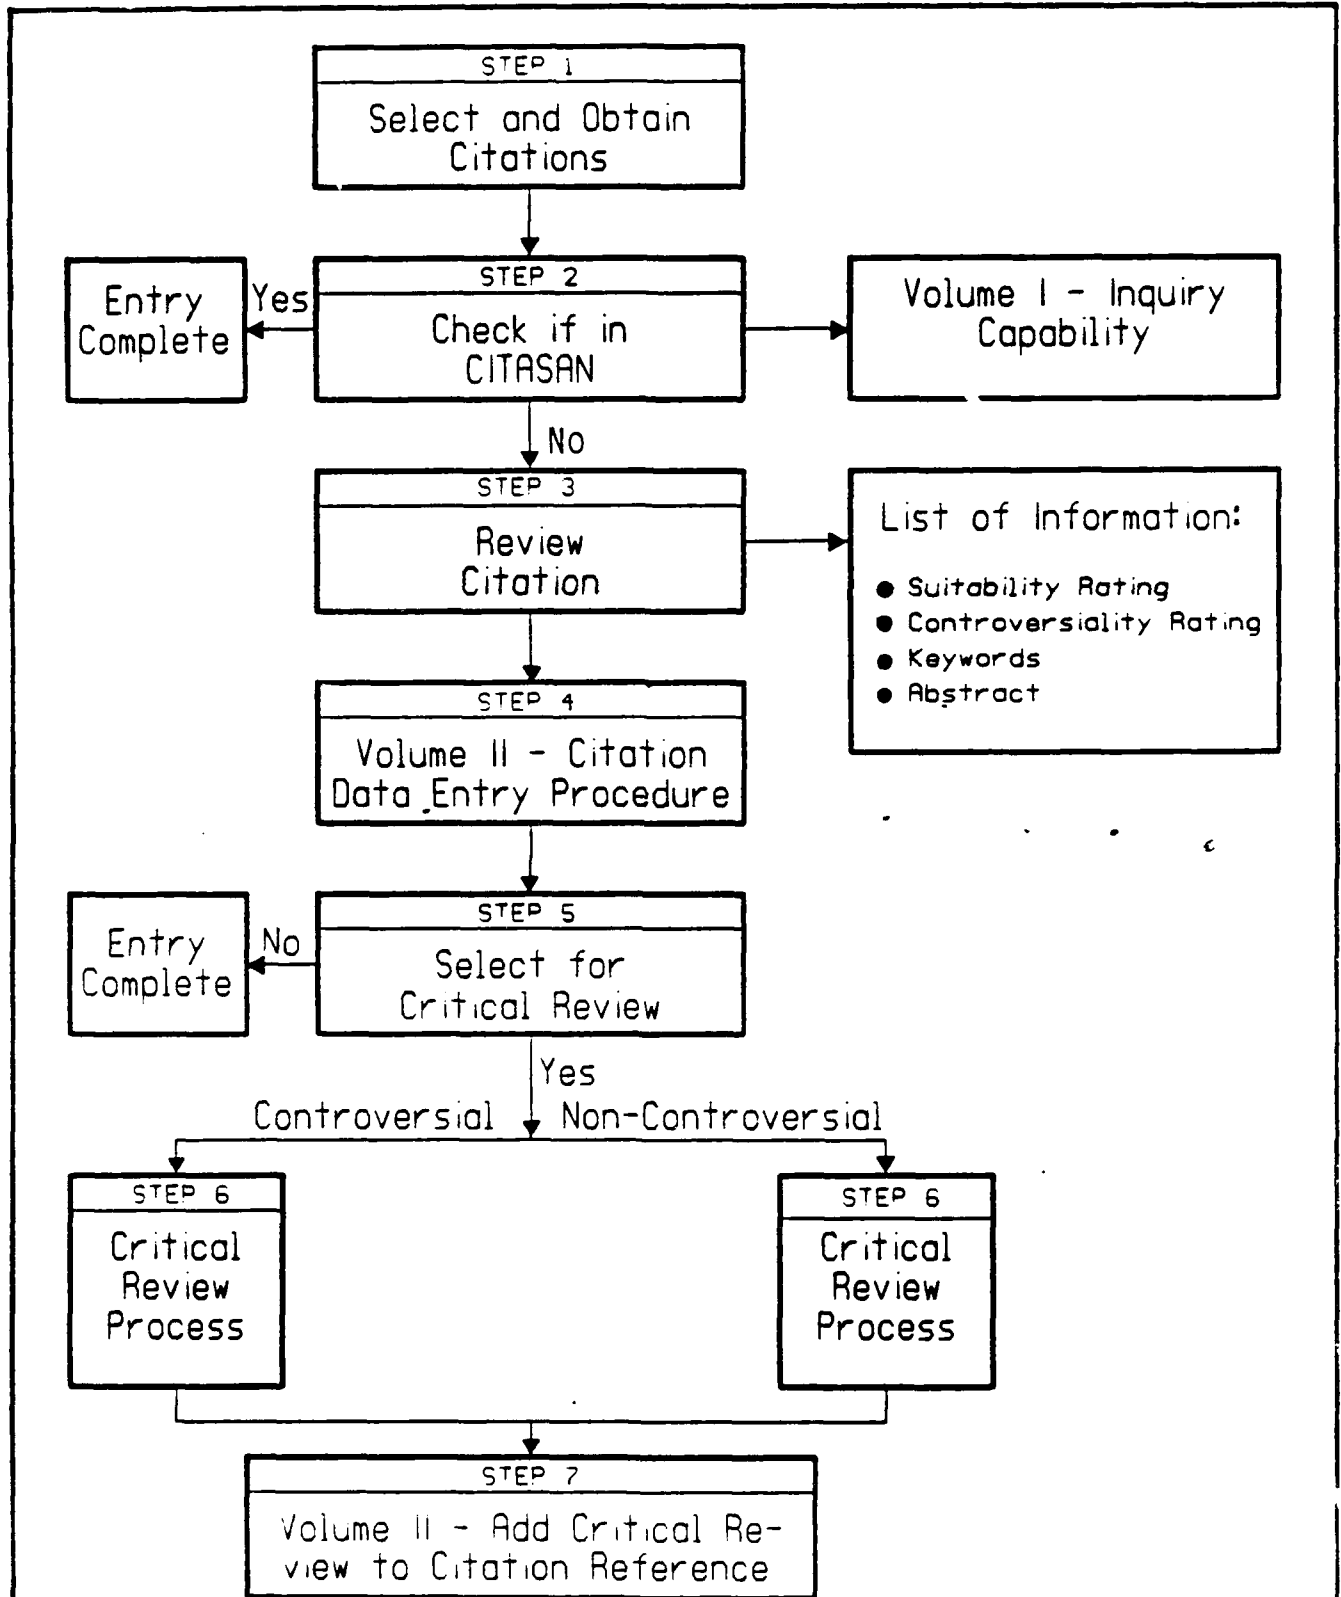 STEP 1
Select and Obtain
Citations
Entry
Complete
Yes
STEP 2
Check if in
CITASAN
Volume I - Inquiry
Capability
No
STEP 3
Review
Citation
List of Information:
● Suitability Rating
● Controversiality Rating
● Keywords
● Abstract
STEP 4
Volume II - Citation
Data Entry Procedure
Entry
Complete
No
STEP 5
Select for
Critical Review
Yes
Controversial
Non-Controversial
STEP 6
Critical
Review
Process
STEP 6
Critical
Review
Process
STEP 7
Volume II - Add Critical Re-
view to Citation Reference